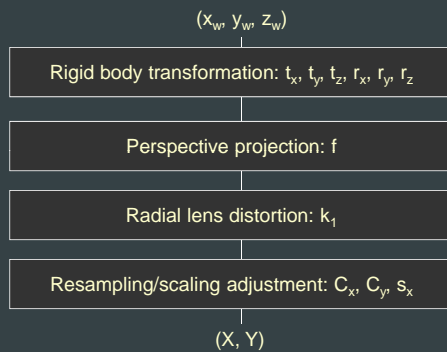 (x_w, y_w, z_w)
Rigid body transformation: t_x, t_y, t_z, r_x, r_y, r_z
Perspective projection: f
Radial lens distortion: k_1
Resampling/scaling adjustment: C_x, C_y, s_x
(X, Y)